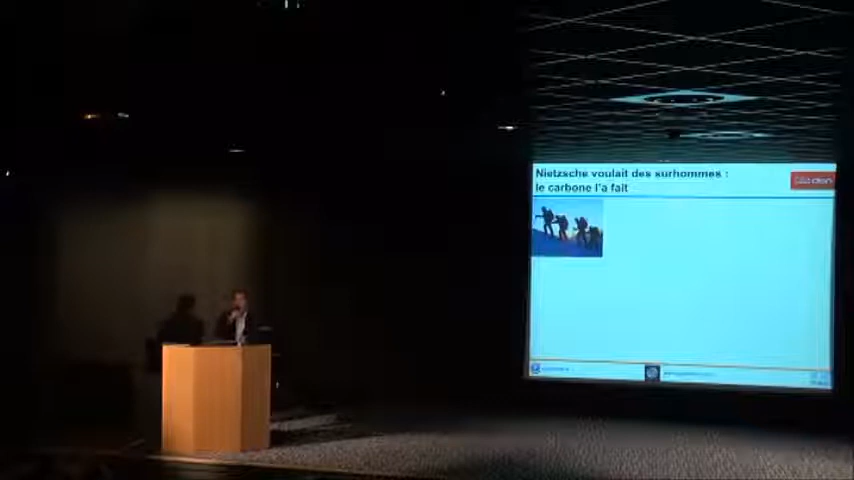 Nietzsche voulait des surhommes :
le carbone l'a fait